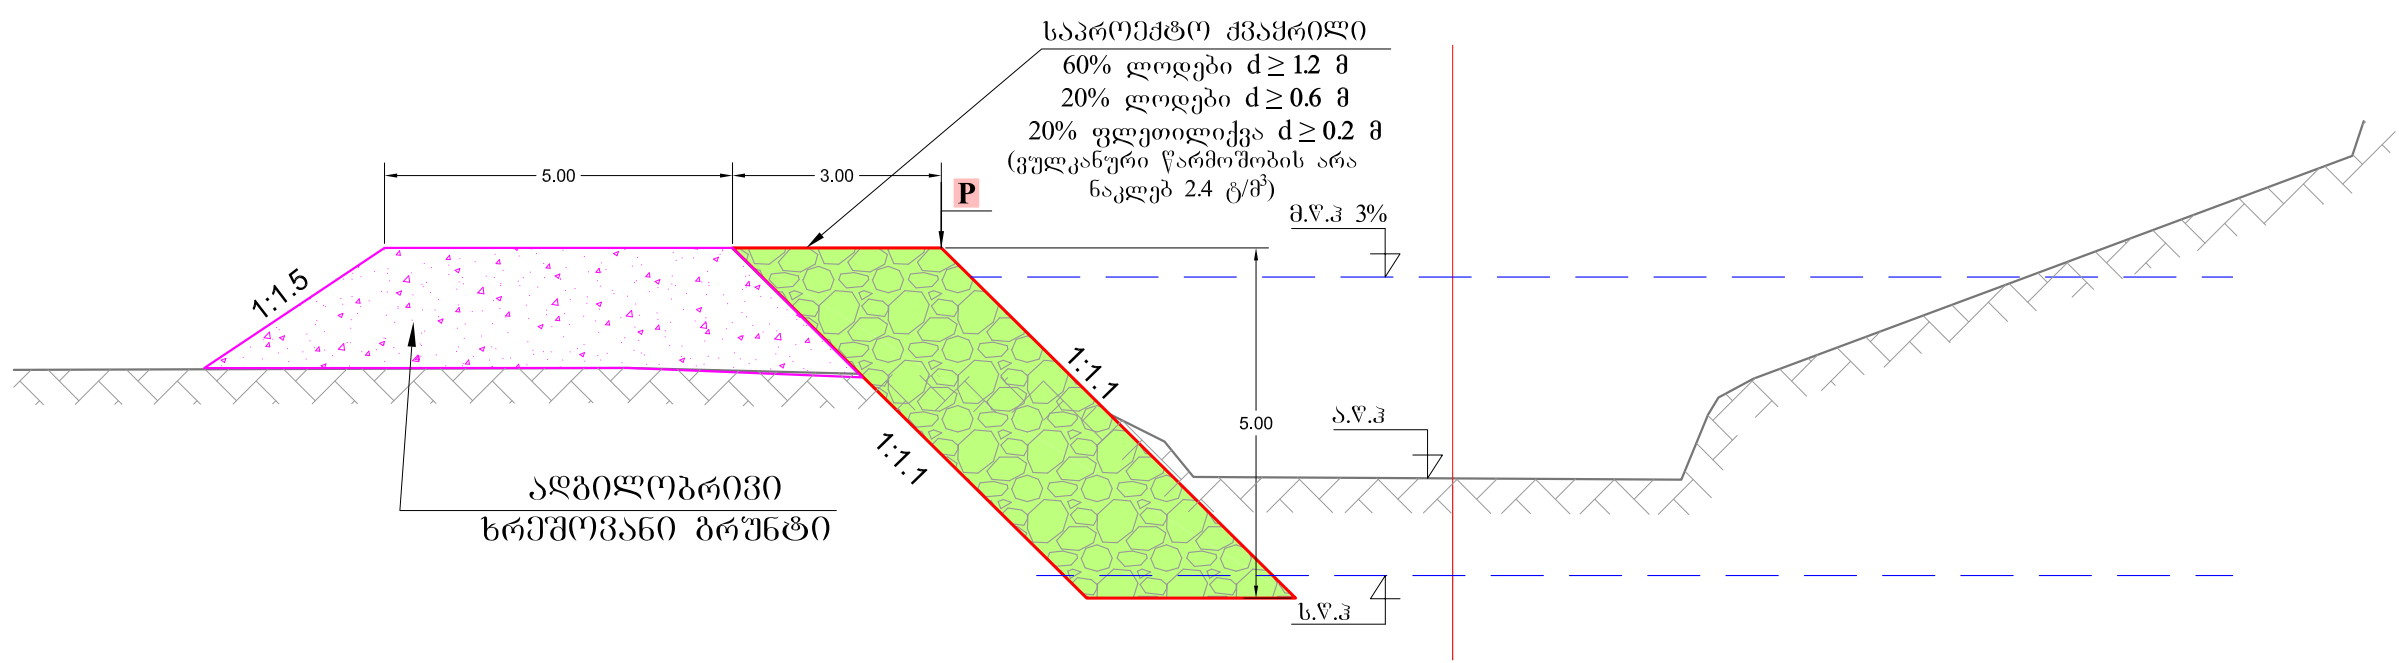 საპროექტო ქვაყრილი
60% ლოდები d ≥ 1.2 მ
20% ლოდები d ≥ 0.6 მ
20% ფლეთილიქვა d ≥ 0.2 მ
(ვულკანური წარმოშობის არა
ნაკლებ 2.4 ტ/მ³)
5.00
3.00
P
მ.წ.ჰ 3%
1:1.5
1:1.1
5.00
ა.წ.ჰ
1:1.1
ადგილობრივი
ხრეშოვანი გრუნტი
ს.წ.ჰ